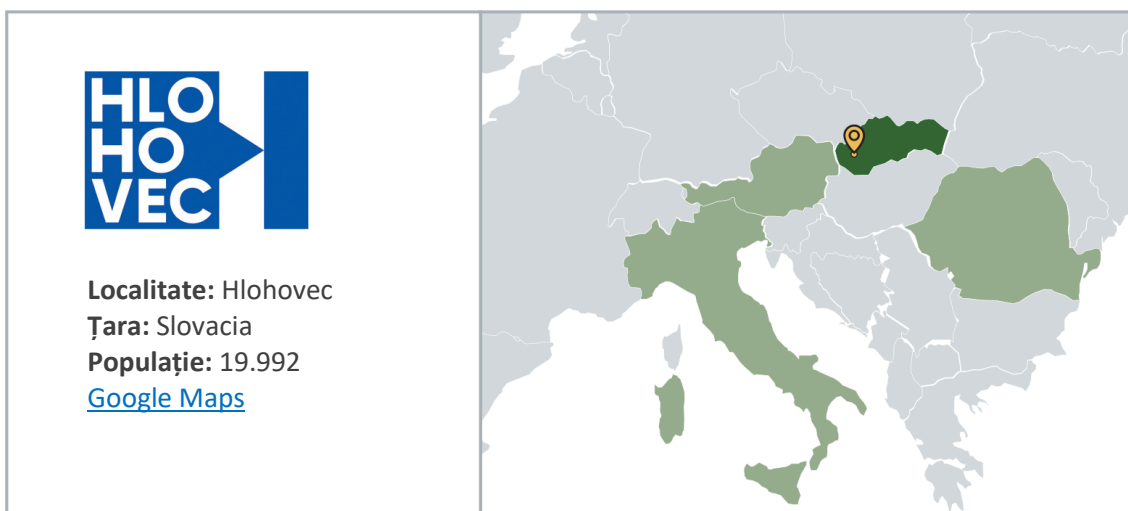 HLO
HO
VEC
Localitate: Hlohovec
Țara: Slovacia
Populație: 19.992
Google Maps